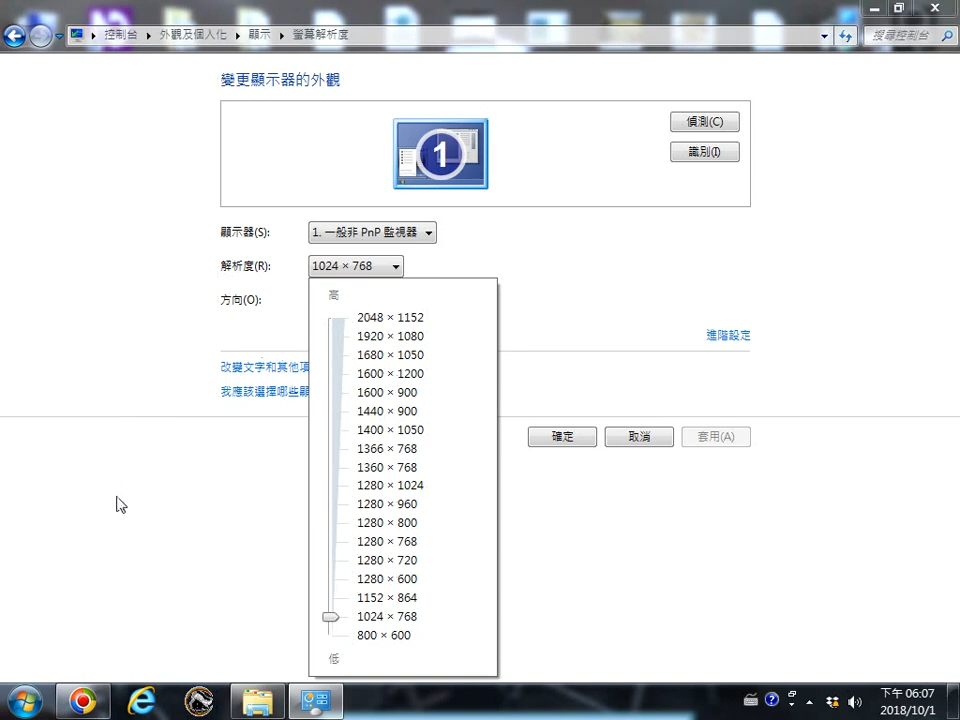 控制台 ▸ 外觀及個人化 ▸ 顯示 ▸ 螢幕解析度
搜尋控制台
變更顯示器的外觀
1
偵測(C)
識別(I)
顯示器(S):
1. 一般非 PnP 監視器
解析度(R):
1024 × 768
方向(O):
高
2048 × 1152
1920 × 1080
1680 × 1050
1600 × 1200
1600 × 900
1440 × 900
1400 × 1050
1366 × 768
1360 × 768
1280 × 1024
1280 × 960
1280 × 800
1280 × 768
1280 × 720
1280 × 600
1152 × 864
1024 × 768
800 × 600
低
進階設定
改變文字和其他項
我應該選擇哪些顯
確定
取消
套用(A)
下午 06:07
2018/10/1